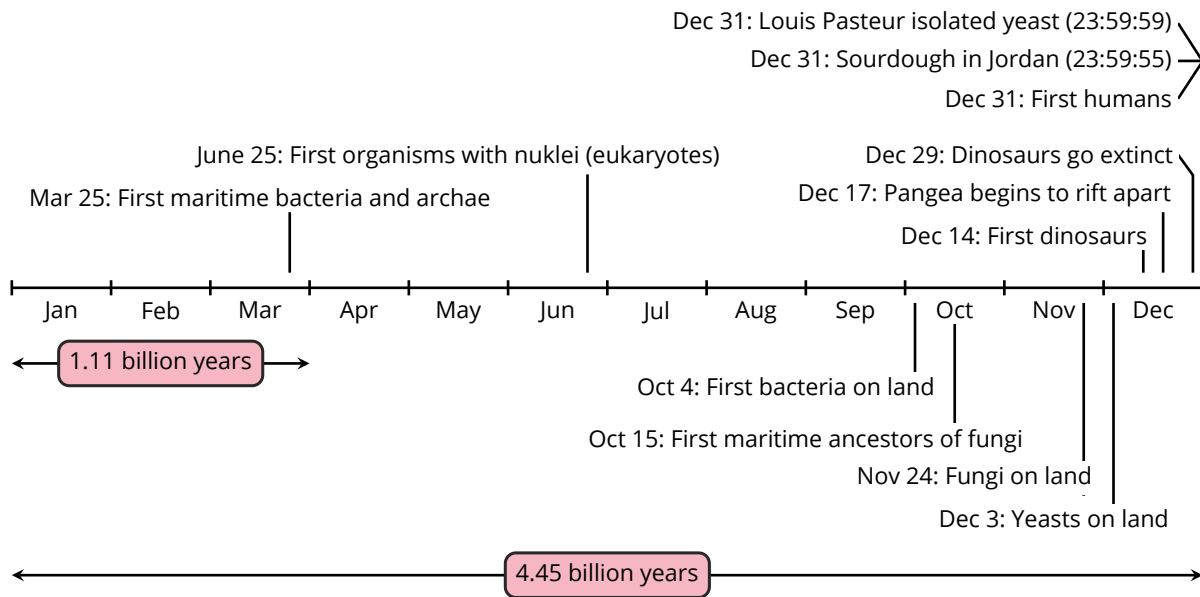 Dec 31: Louis Pasteur isolated yeast (23:59:59)
Dec 31: Sourdough in Jordan (23:59:55)
Dec 31: First humans
June 25: First organisms with nuklei (eukaryotes)
Dec 29: Dinosaurs go extinct
Mar 25: First maritime bacteria and archae
Dec 17: Pangea begins to rift apart
Dec 14: First dinosaurs
Jan Feb Mar Apr May Jun Jul Aug Sep Oct Nov Dec
1.11 billion years
Oct 4: First bacteria on land
Oct 15: First maritime ancestors of fungi
Nov 24: Fungi on land
Dec 3: Yeasts on land
4.45 billion years